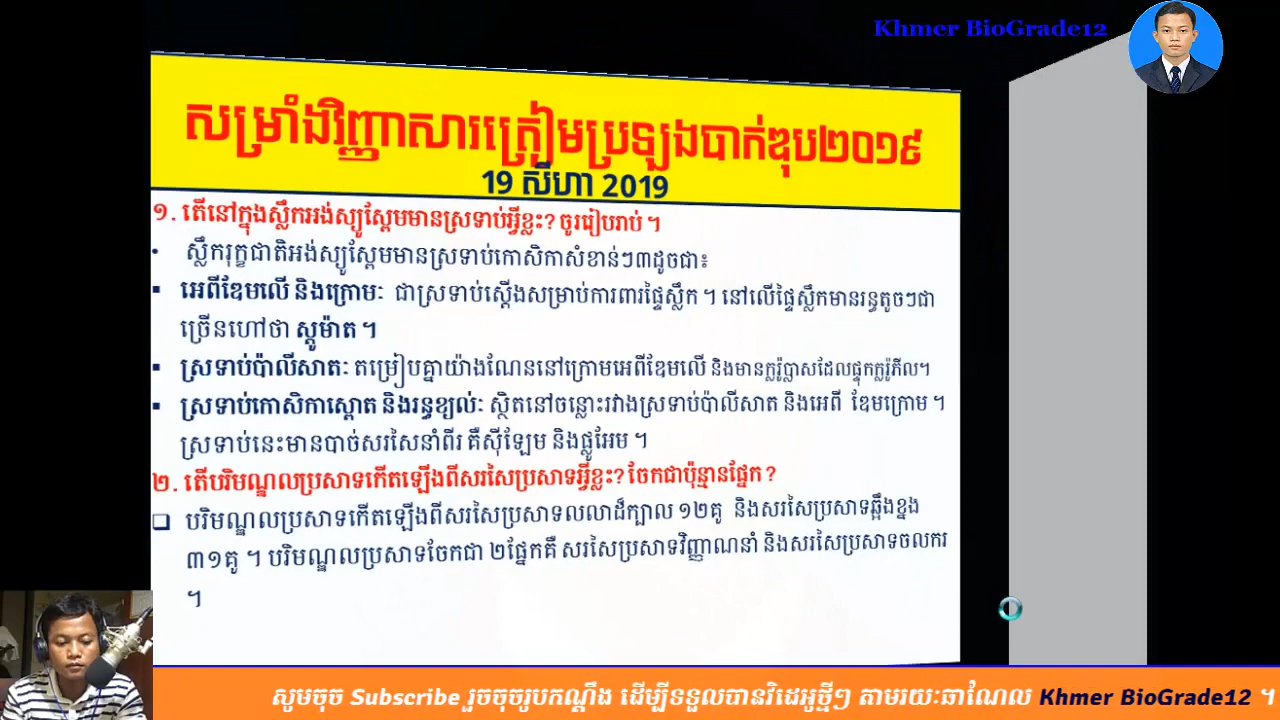 Khmer BioGrade12
សម្រាំងវិញ្ញាសារត្រៀមប្រឡងបាក់ឌុប២០១៩
19 សីហា 2019
១. តើនៅក្នុងស្លឹកអង់ស្យូស្ពែមមានស្រទាប់អ្វីខ្លះ? ចូររៀបរាប់ ។
• ស្លឹករុក្ខជាតិអង់ស្យូស្ពែមមានស្រទាប់កោសិកាសំខាន់ៗ៣ដូចជា៖
▪ អេពីឌែមលើ និងក្រោម: ជាស្រទាប់ស្តើងសម្រាប់ការពារផ្ទៃស្លឹក ។ នៅលើផ្ទៃស្លឹកមានរន្ធតូចៗជា
ច្រើនហៅថា ស្តូម៉ាត ។
▪ ស្រទាប់ប៉ាលីសាត: តម្រៀបគ្នាយ៉ាងណែននៅក្រោមអេពីឌែមលើ និងមានក្លរ៉ូប្លាសដែលផ្ទុកក្លរ៉ូភីល។
▪ ស្រទាប់កោសិកាស្ពោត និងរន្ធខ្យល់: ស្ថិតនៅចន្លោះរវាងស្រទាប់ប៉ាលីសាត និងអេពី ឌែមក្រោម ។
ស្រទាប់នេះមានបាច់សរសៃនាំពីរ គឺស៊ីឡែម និងផ្លូអែម ។
២. តើបរិមណ្ឌលប្រសាទកើតឡើងពីសរសៃប្រសាទអ្វីខ្លះ? ចែកជាប៉ុន្មានផ្នែក ?
❑ បរិមណ្ឌលប្រសាទកើតឡើងពីសរសៃប្រសាទលលាដ៏ក្បាល ១២គូ និងសរសៃប្រសាទឆ្អឹងខ្នង
៣១គូ ។ បរិមណ្ឌលប្រសាទចែកជា ២ផ្នែកគឺ សរសៃប្រសាទវិញ្ញាណនាំ និងសរសៃប្រសាទចលករ
។
សូមចុច Subscribe រួចចុចរូបកណ្តឹង ដើម្បីទទួលបានវិដេអូថ្មីៗ តាមរយ:ឆាណែល Khmer BioGrade12 ។